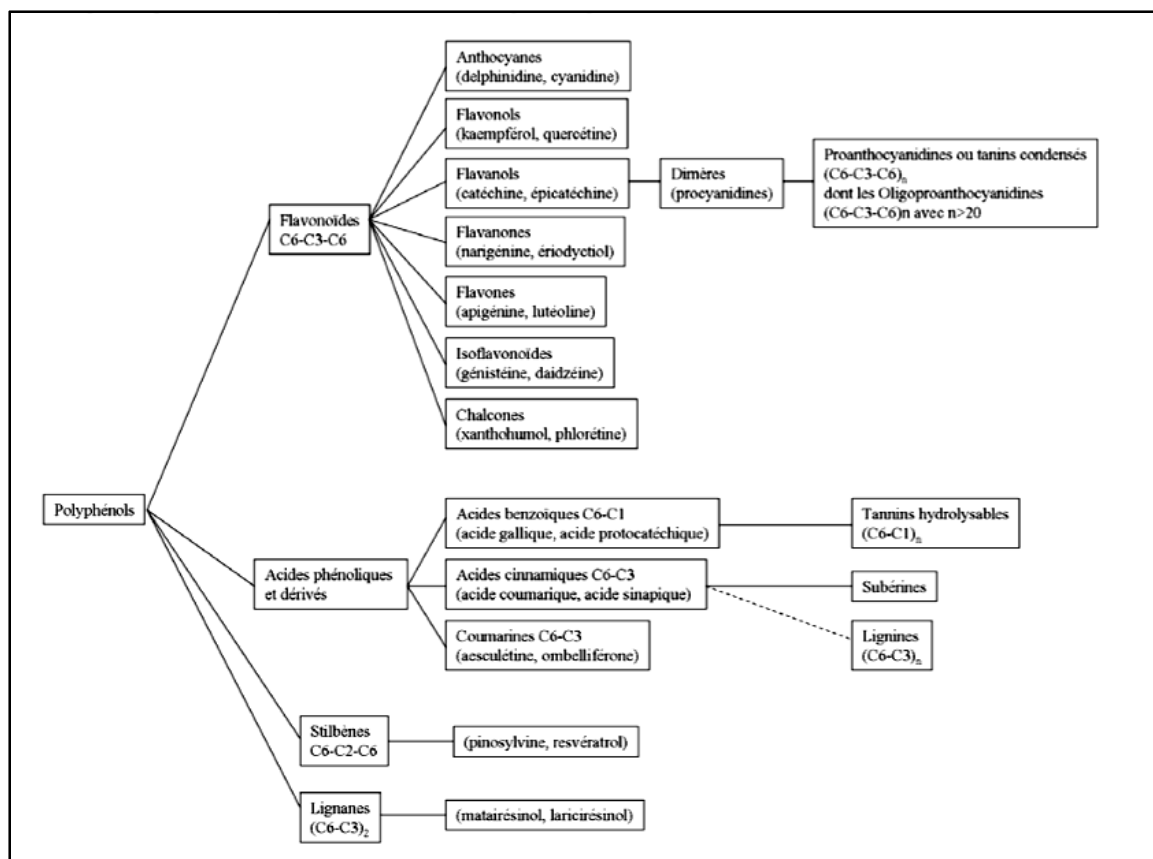 Anthocyanes
(delphinidine, cyanidine)
Flavonols
(kaempférol, quercétine)
Flavanols
(catéchine, épicatéchine)
Dimères
(procyanidines)
Proanthocyanidines ou tanins condensés
(C6-C3-C6)n
dont les Oligoproanthocyanidines
(C6-C3-C6)n avec n>20
Flavonoïdes
C6-C3-C6
Flavanones
(narigénine, ériodyctiol)
Flavones
(apigénine, lutéoline)
Isoflavonoïdes
(génistéine, daidzéine)
Chalcones
(xanthohumol, phlorétine)
Polyphénols
Acides phénoliques
et dérivés
Acides benzoïques C6-C1
(acide gallique, acide protocatéchique)
Tannins hydrolysables
(C6-C1)n
Acides cinnamiques C6-C3
(acide coumarique, acide sinapique)
Subérines
Coumarines C6-C3
(aesculétine, ombelliférone)
Lignines
(C6-C3)n
Stilbènes
C6-C2-C6
(pinosylvine, resvératrol)
Lignanes
(C6-C3)2
(matairésinol, laricirésinol)